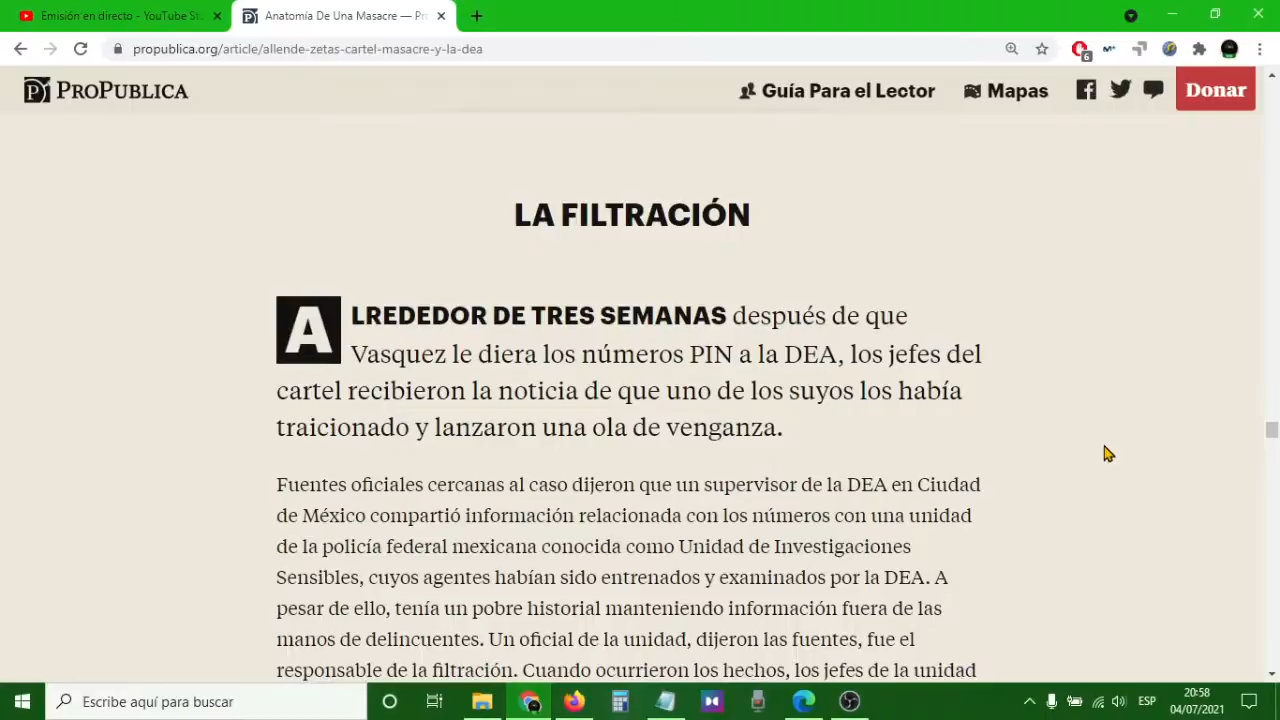 Emisión en directo - YouTube Stu
Anatomía De Una Masacre — Pro
propublica.org/article/allende-zetas-cartel-masacre-y-la-dea
6
PROPUBLICA
Guía Para el Lector
Mapas
Donar
LA FILTRACIÓN
ALREDEDOR DE TRES SEMANAS después de que
Vasquez le diera los números PIN a la DEA, los jefes del
cartel recibieron la noticia de que uno de los suyos los había
traicionado y lanzaron una ola de venganza.
Fuentes oficiales cercanas al caso dijeron que un supervisor de la DEA en Ciudad
de México compartió información relacionada con los números con una unidad
de la policía federal mexicana conocida como Unidad de Investigaciones
Sensibles, cuyos agentes habían sido entrenados y examinados por la DEA. A
pesar de ello, tenía un pobre historial manteniendo información fuera de las
manos de delincuentes. Un oficial de la unidad, dijeron las fuentes, fue el
responsable de la filtración. Cuando ocurrieron los hechos, los jefes de la unidad
Escribe aquí para buscar
ESP
20:58
04/07/2021